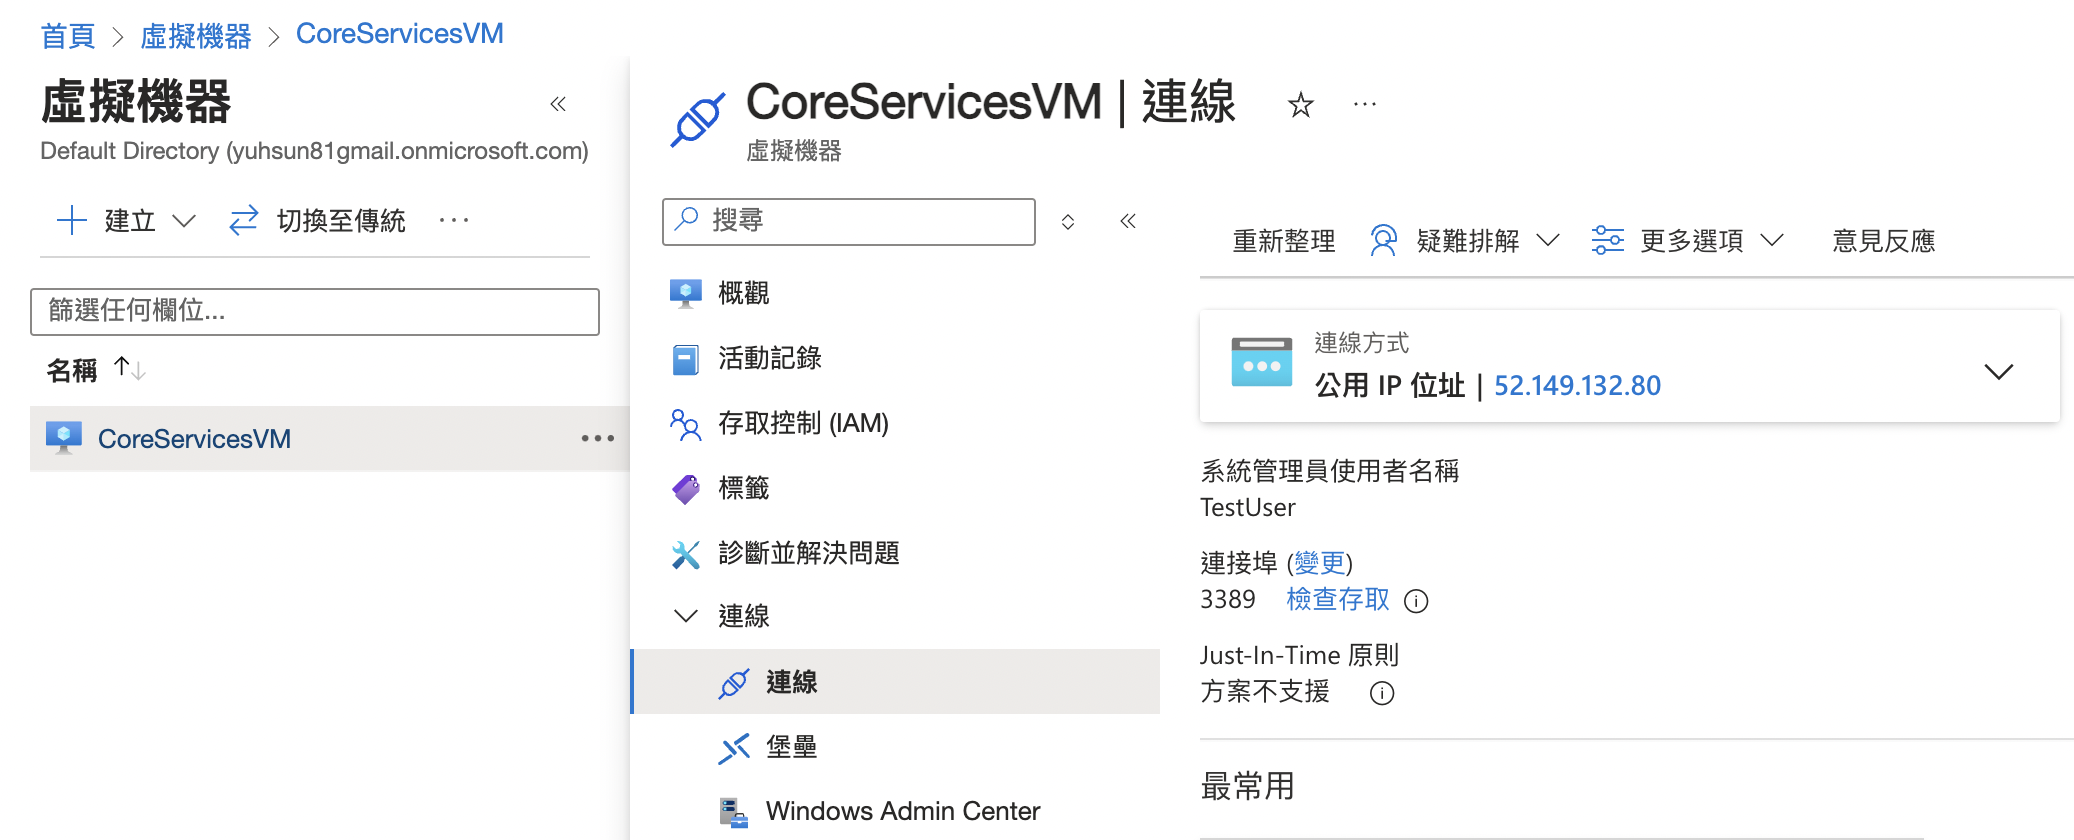 首頁 > 虛擬機器 > CoreServicesVM
虛擬機器
Default Directory (yuhsun81gmail.onmicrosoft.com)
建立 切換至傳統 ···
篩選任何欄位...
名稱 ↑↓
CoreServicesVM ···
CoreServicesVM | 連線 ···
虛擬機器
搜尋
概觀
活動記錄
存取控制 (IAM)
標籤
診斷並解決問題
連線
連線
堡壘
Windows Admin Center
重新整理 疑難排解 更多選項 意見反應
連線方式
公用 IP 位址 | 52.149.132.80
系統管理員使用者名稱
TestUser
連接埠 (變更)
3389 檢查存取
Just-In-Time 原則
方案不支援
最常用